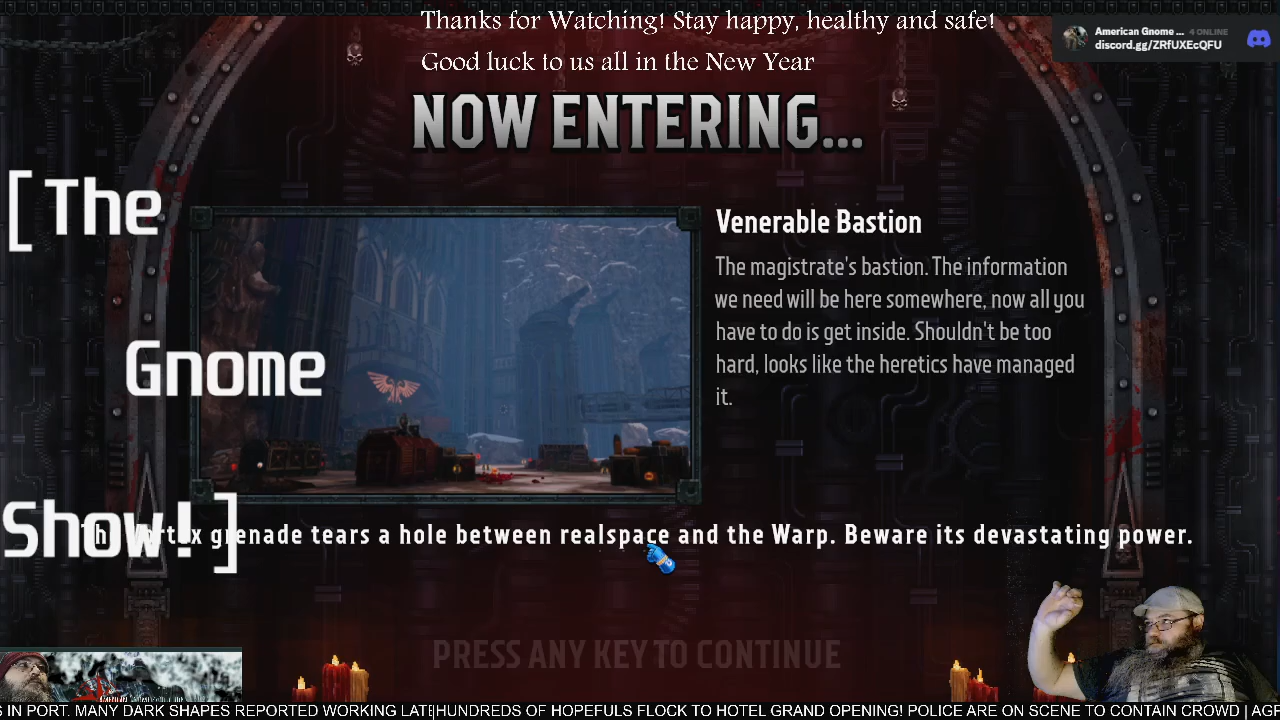 Thanks for Watching! Stay happy, healthy and safe!
Good luck to us all in the New Year
American Gnome ... 4 ONLINE
discord.gg/ZRfUXEcQFU
NOW ENTERING...
[ The
Gnome
Show! ]
Venerable Bastion
The magistrate's bastion. The information
we need will be here somewhere, now all you
have to do is get inside. Shouldn't be too
hard, looks like the heretics have managed
it.
grenade tears a hole between realspace and the Warp. Beware its devastating power.
PRESS ANY KEY TO CONTINUE
IN PORT. MANY DARK SHAPES REPORTED WORKING LATE HUNDREDS OF HOPEFULS FLOCK TO HOTEL GRAND OPENING! POLICE ARE ON SCENE TO CONTAIN CROWD |